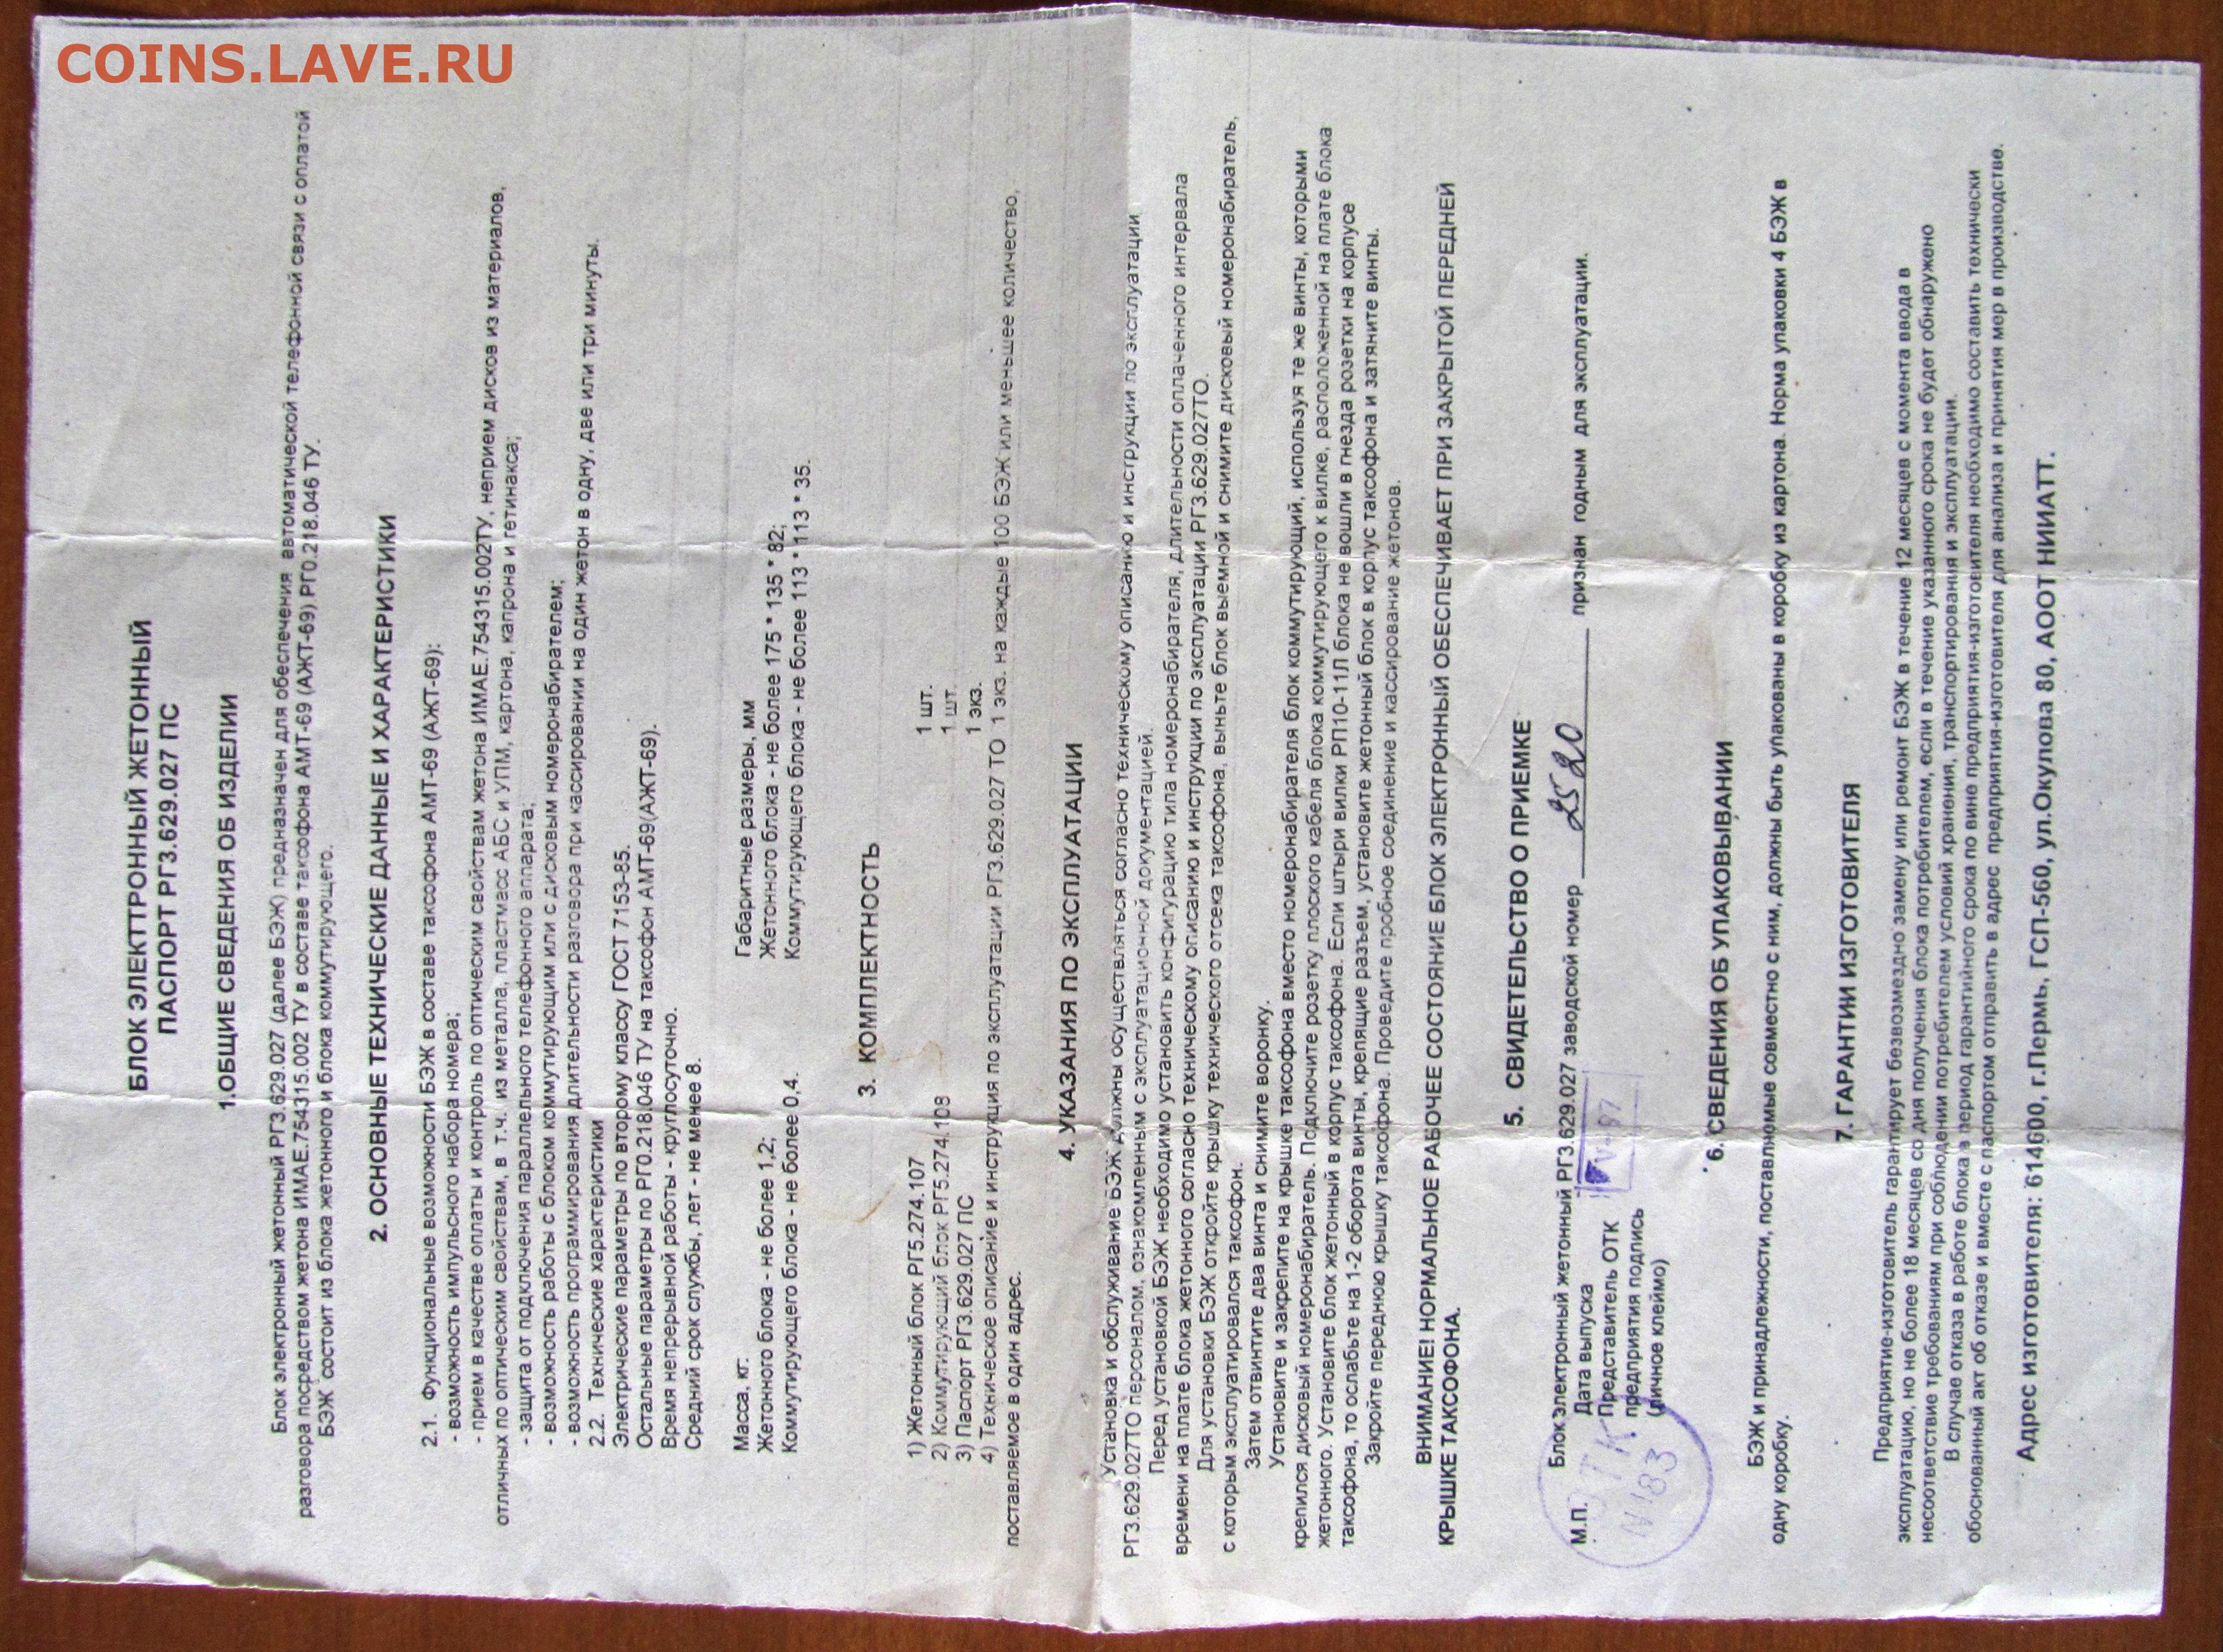 COINS.LAVE.RU
БЛОК ЭЛЕКТТРОННЫЙ ЖЕТОННЫЙ
ПАСПОРТ РГ3.629.027 ПС
1.ОБЩИЕ СВЕДЕНИЯ ОБ ИЗДЕЛИИ
Блок электронный жетонный РГ3.629.027 (далее БЭЖ) предназначен для обеспечения автоматической телефонной связи с оплатой
разговора посредством жетона ИМАЕ.754315.002 ТУ в составе таксофона АМТ-69 (АЖТ-69) РГ0.218.046 ТУ.
БЭЖ состоит из блока жетонного и блока коммутирующего.
2. ОСНОВНЫЕ ТЕХНИЧЕСКИЕ ДАННЫЕ И ХАРАКТЕРИСТИКИ
2.1. Функциональные возможности БЭЖ в составе таксофона АМТ-69 (АЖТ-69):
- возможность импульсного набора номера;
- прием в качестве оплаты и контроль по оптическим свойствам жетона ИМАЕ.754315.002ТУ, неприем дисков из материалов,
отличных по оптическим свойствам, в т.ч. из металла, пластмасс АБС и УПМ, картона, капрона и гетинакса;
- защита от подключения параллельного телефонного аппарата;
- возможность работы с блоком коммутирующим или с дисковым номеронабирателем;
- возможность программирования длительности разговора при кассировании на один жетон в одну, две или три минуты.
2.2. Технические характеристики
Электрические параметры по второму классу ГОСТ 7153-85.
Остальные параметры по РГ0.218.046 ТУ на таксофон АМТ-69(АЖТ-69).
Время непрерывной работы - круглосуточно.
Средний срок службы, лет - не менее 8.
Масса, кг: Габаритные размеры, мм
Жетонного блока - не более 1,2; Жетонного блока - не более 175 * 135 * 82;
Коммутирующего блока - не более 0,4. Коммутирующего блока - не более 113 * 113 * 35.
3. КОМПЛЕКТНОСТЬ
1) Жетонный блок РГ5.274.107 1 шт.
2) Коммутирующий блок РГ5.274.108 1 шт.
3) Паспорт РГ3.629.027 ПС 1 экз.
4) Техническое описание и инструкция по эксплуатации РГ3.629.027 ТО 1 экз. на каждые 100 БЭЖ или меньшее количество,
поставляемое в один адрес.
4. УКАЗАНИЯ ПО ЭКСПЛУАТАЦИИ
Установка и обслуживание БЭЖ должны осуществляться согласно техническому описанию и инструкции по эксплуатации
РГ3.629.027ТО персоналом, ознакомленным с эксплуатационной документацией.
Перед установкой БЭЖ необходимо установить конфигурацию типа номеронабирателя, длительности оплаченного интервала
времени на плате блока жетонного согласно техническому описанию и инструкции по эксплуатации РГ3.629.027ТО.
Для установки БЭЖ откройте крышку технического отсека таксофона, выньте блок выемной и снимите дисковый номеронабиратель,
с которым эксплуатировался таксофон.
Затем отвинтите два винта и снимите воронку.
Установите и закрепите на крышке таксофона вместо номеронабирателя блок коммутирующий, используя те же винты, которыми
крепился дисковый номеронабиратель. Подключите розетку плоского кабеля блока коммутирующего к вилке, расположенной на плате блока
жетонного. Установите блок жетонный в корпус таксофона. Если штыри вилки РП10-11Л блока не вошли в гнезда розетки на корпусе
таксофона, то ослабьте на 1-2 оборота винты, крепящие разъем, установите жетонный блок в корпус таксофона и затяните винты.
Закройте переднюю крышку таксофона. Проведите пробное соединение и кассирование жетонов.
ВНИМАНИЕ! НОРМАЛЬНОЕ РАБОЧЕЕ СОСТОЯНИЕ БЛОК ЭЛЕКТРОННЫЙ ОБЕСПЕЧИВАЕТ ПРИ ЗАКРЫТОЙ ПЕРЕДНЕЙ
КРЫШКЕ ТАКСОФОНА.
5. СВИДЕТЕЛЬСТВО О ПРИЕМКЕ
Блок электронный жетонный РГ3.629.027 заводской номер 2520 признан годным для эксплуатации.
М.П. Дата выпуска
Представитель ОТК
предприятия подпись
(личное клеймо)
V-97
ОТК
N183
6. СВЕДЕНИЯ ОБ УПАКОВЫВАНИИ
БЭЖ и принадлежности, поставляемые совместно с ним, должны быть упакованы в коробку из картона. Норма упаковки 4 БЭЖ в
одну коробку.
7. ГАРАНТИИ ИЗГОТОВИТЕЛЯ
Предприятие-изготовитель гарантирует безвозмездно замену или ремонт БЭЖ в течение 12 месяцев с момента ввода в
эксплуатацию, но не более 18 месяцев со дня получения блока потребителем, если в течение указанного срока не будет обнаружено
несоответствие требованиям при соблюдении потребителем условий хранения, транспортирования и эксплуатации.
В случае отказа в работе блока в период гарантийного срока по вине предприятия-изготовителя необходимо составить технически
обоснованный акт об отказе и вместе с паспортом отправить в адрес предприятия-изготовителя для анализа и принятия мер в производстве.
Адрес изготовителя: 614600, г.Пермь, ГСП-560, ул.Окулова 80, АООТ НИИАТТ.